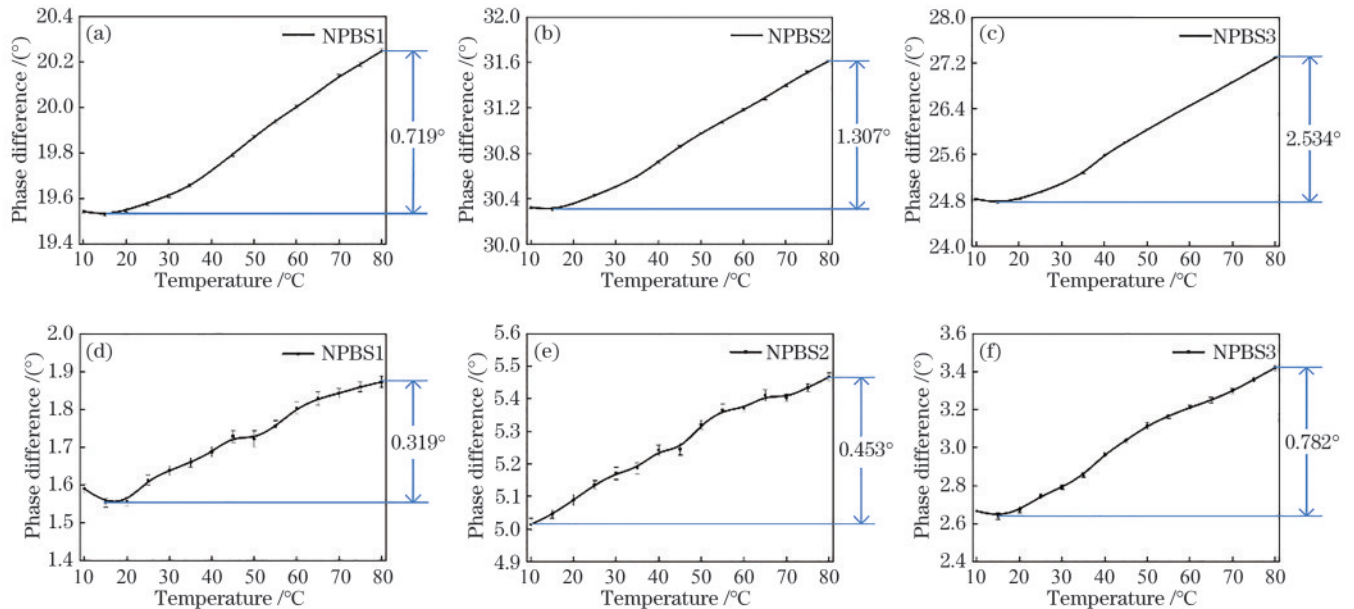 (a)
NPBS1
Phase difference /(°)
20.4
20.2
20.0
19.8
19.6
19.4
0.719°
10 20 30 40 50 60 70 80
Temperature /°C
(b)
NPBS2
Phase difference /(°)
32.0
31.6
31.2
30.8
30.4
30.0
1.307°
10 20 30 40 50 60 70 80
Temperature /°C
(c)
NPBS3
Phase difference /(°)
28.0
27.2
26.4
25.6
24.8
24.0
2.534°
10 20 30 40 50 60 70 80
Temperature /°C
(d)
NPBS1
Phase difference /(°)
2.0
1.9
1.8
1.7
1.6
1.5
1.4
0.319°
10 20 30 40 50 60 70 80
Temperature /°C
(e)
NPBS2
Phase difference /(°)
5.6
5.5
5.4
5.3
5.2
5.1
5.0
4.9
0.453°
10 20 30 40 50 60 70 80
Temperature /°C
(f)
NPBS3
Phase difference /(°)
3.6
3.4
3.2
3.0
2.8
2.6
2.4
0.782°
10 20 30 40 50 60 70 80
Temperature /°C